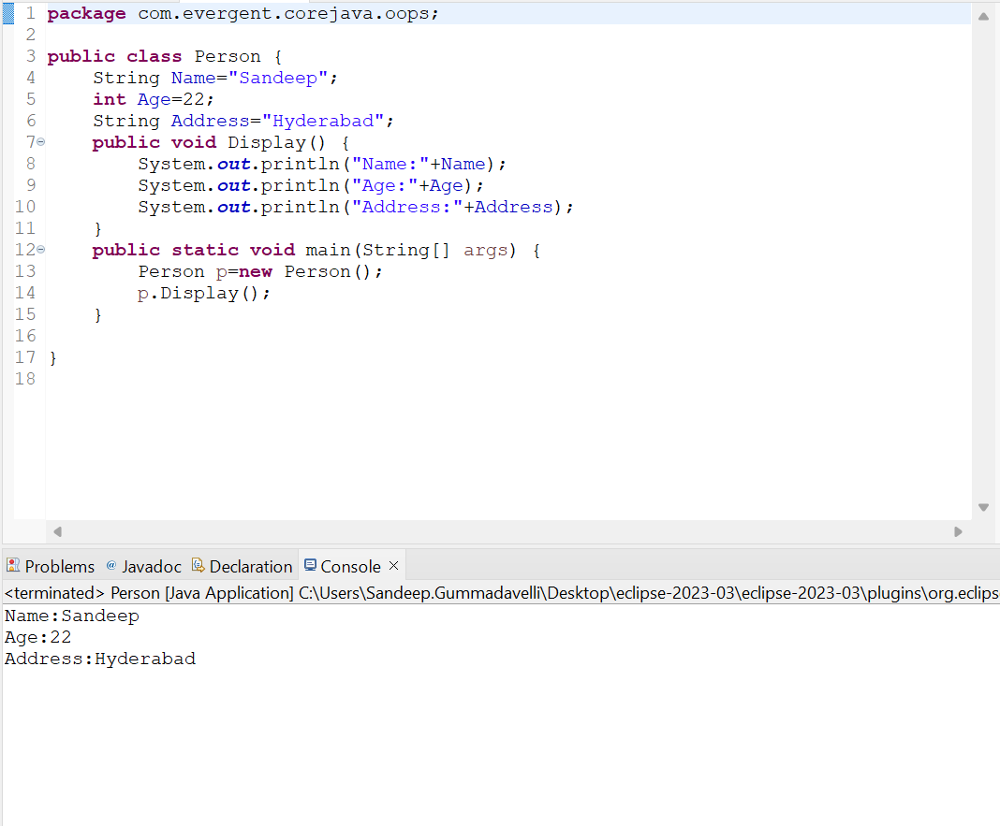 1 package com.evergent.corejava.oops;
2
3 public class Person {
4     String Name="Sandeep";
5     int Age=22;
6     String Address="Hyderabad";
7     public void Display() {
8         System.out.println("Name:"+Name);
9         System.out.println("Age:"+Age);
10         System.out.println("Address:"+Address);
11     }
12     public static void main(String[] args) {
13         Person p=new Person();
14         p.Display();
15     }
16
17 }
18
Problems @ Javadoc Declaration Console ×
<terminated> Person [Java Application] C:\Users\Sandeep.Gummadavelli\Desktop\eclipse-2023-03\eclipse-2023-03\plugins\org.eclips
Name:Sandeep
Age:22
Address:Hyderabad